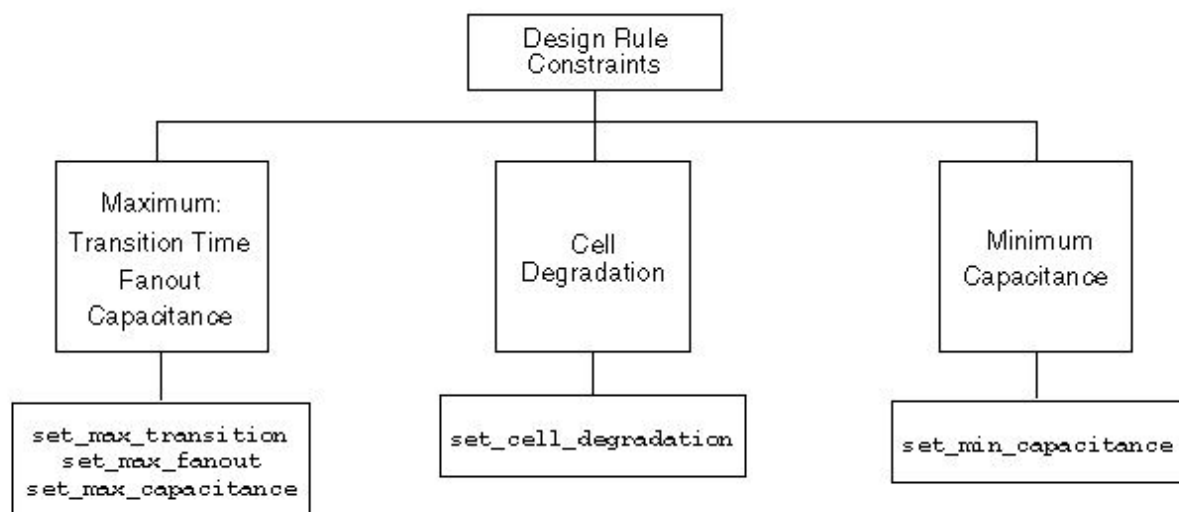 Design Rule
Constraints
Maximum:
Transition Time
Fanout
Capacitance
Cell
Degradation
Minimum
Capacitance
set_max_transition
set_max_fanout
set_max_capacitance
set_cell_degradation
set_min_capacitance